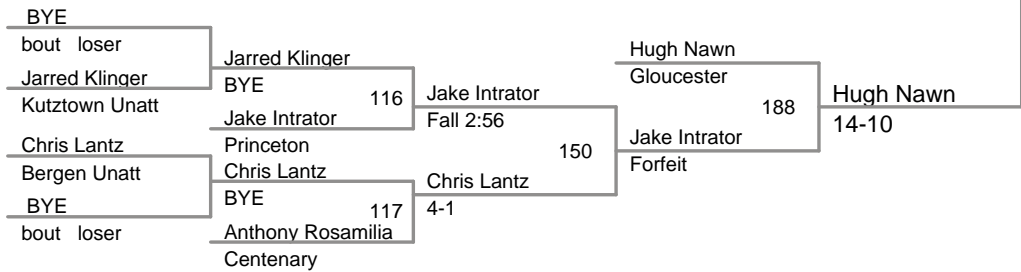 BYE
bout loser
Jarred Klinger
Kutztown Unatt
Chris Lantz
Bergen Unatt
BYE
bout loser
Jarred Klinger
BYE
116
Jake Intrator
Princeton
Chris Lantz
BYE
117
Anthony Rosamilia
Centenary
Jake Intrator
Fall 2:56
150
Chris Lantz
4-1
Hugh Nawn
Gloucester
188
Jake Intrator
Forfeit
Hugh Nawn
14-10